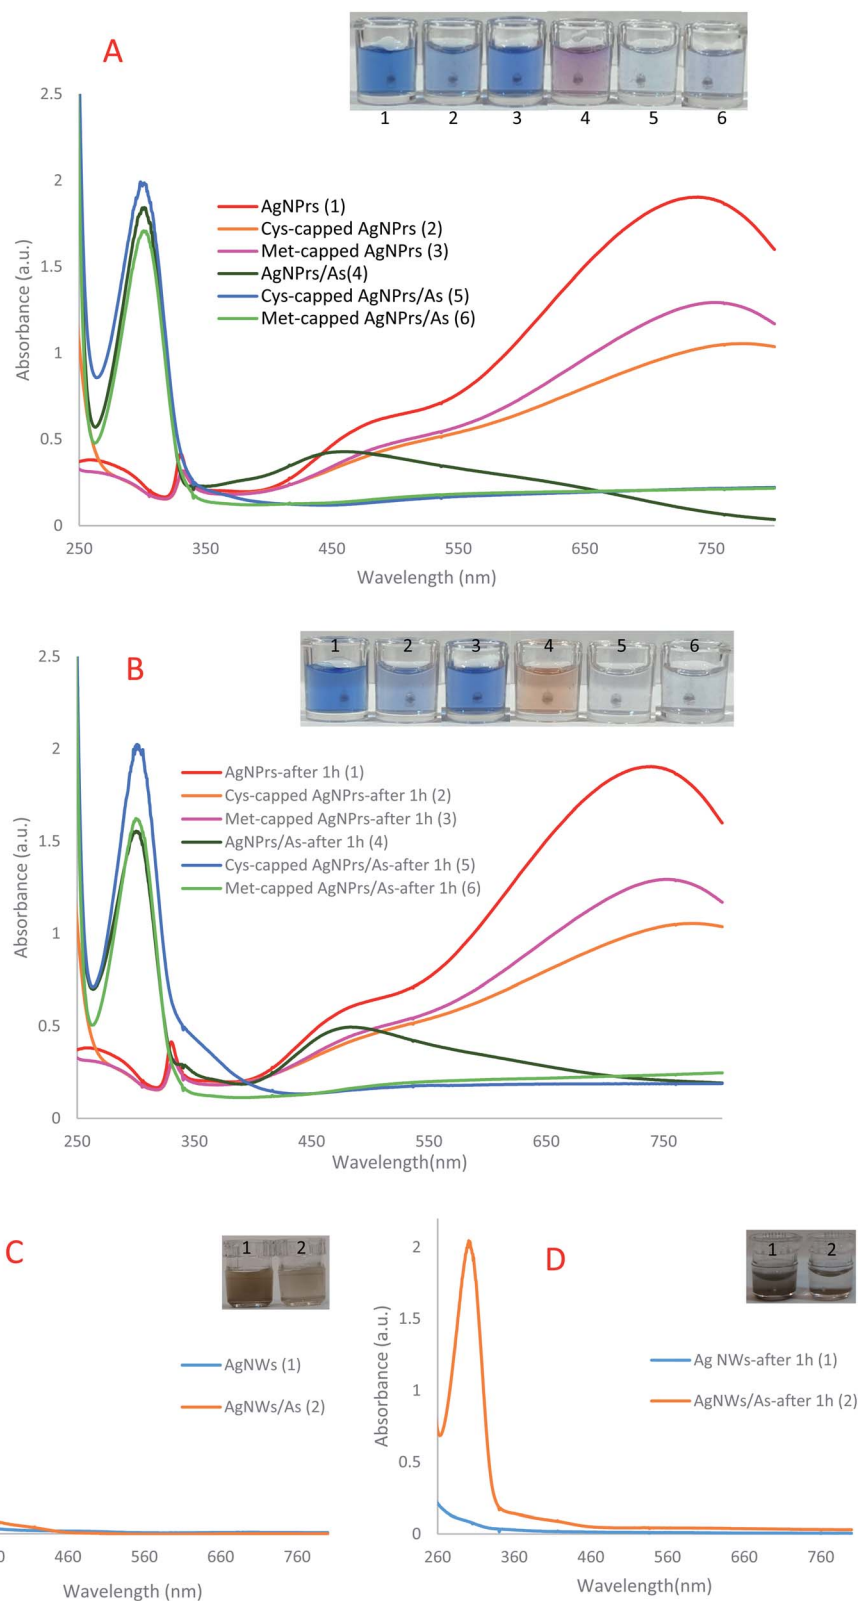 A
1 2 3 4 5 6
2.5
2
1.5
1
0.5
0
Absorbance (a.u.)
AgNPrs (1)
Cys-capped AgNPrs (2)
Met-capped AgNPrs (3)
AgNPrs/As(4)
Cys-capped AgNPrs/As (5)
Met-capped AgNPrs/As (6)
250 350 450 550 650 750
Wavelength (nm)
B
1 2 3 4 5 6
2.5
2
1.5
1
0.5
0
Absorbance (a.u.)
AgNPrs-after 1h (1)
Cys-capped AgNPrs-after 1h (2)
Met-capped AgNPrs-after 1h (3)
AgNPrs/As-after 1h (4)
Cys-capped AgNPrs/As-after 1h (5)
Met-capped AgNPrs/As-after 1h (6)
250 350 450 550 650 750
Wavelength(nm)
C
1 2
AgNWs (1)
AgNWs/As (2)
460 560 660 760
Wavelength (nm)
D
1 2
2
1.5
1
0.5
0
Absorbance (a.u.)
Ag NWs-after 1h (1)
AgNWs/As-after 1h (2)
260 360 460 560 660 760
Wavelength(nm)